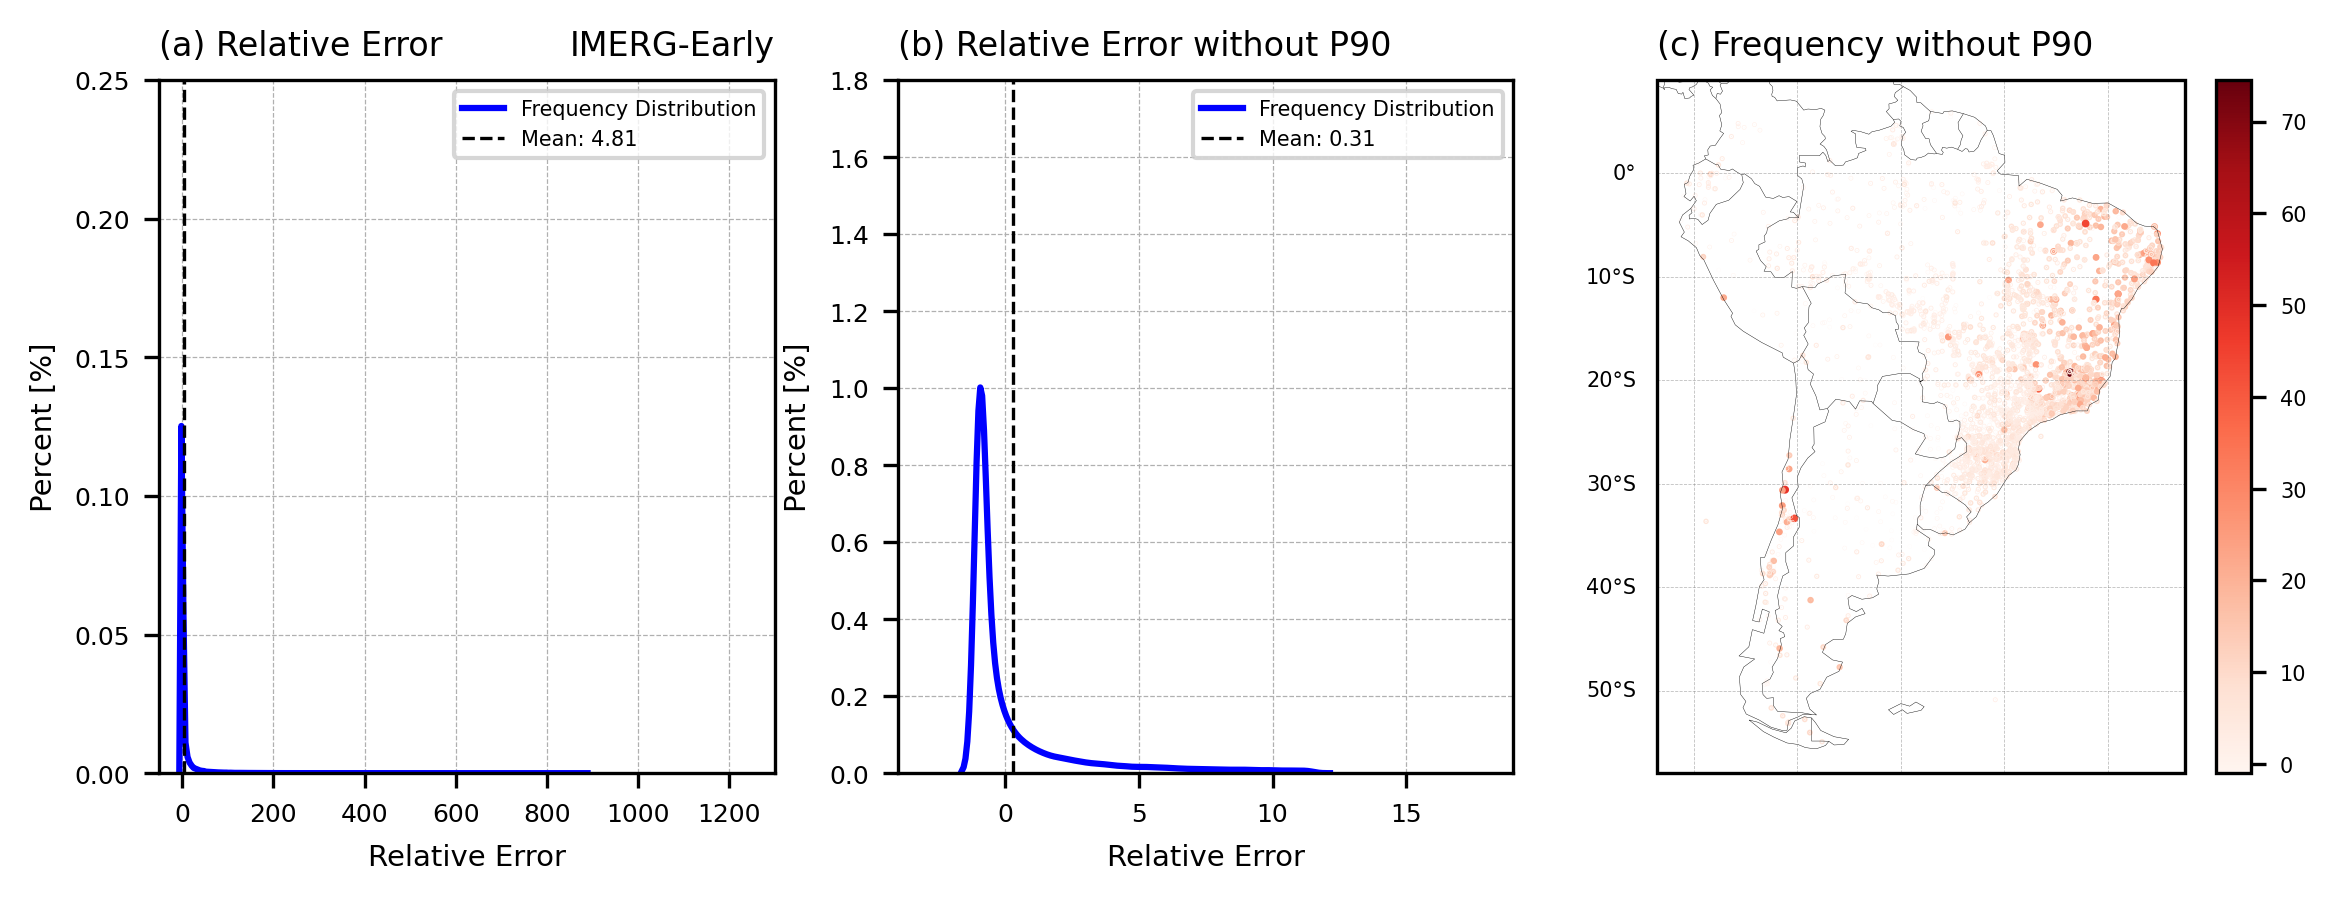 (a) Relative Error
IMERG-Early
0.25
0.20
0.15
0.10
0.05
0.00
Percent [%]
Frequency Distribution
Mean: 4.81
0
200
400
600
800
1000
1200
Relative Error
(b) Relative Error without P90
1.8
1.6
1.4
1.2
1.0
0.8
0.6
0.4
0.2
0.0
Percent [%]
Frequency Distribution
Mean: 0.31
0
5
10
15
Relative Error
(c) Frequency without P90
0°
10°S
20°S
30°S
40°S
50°S
70
60
50
40
30
20
10
0